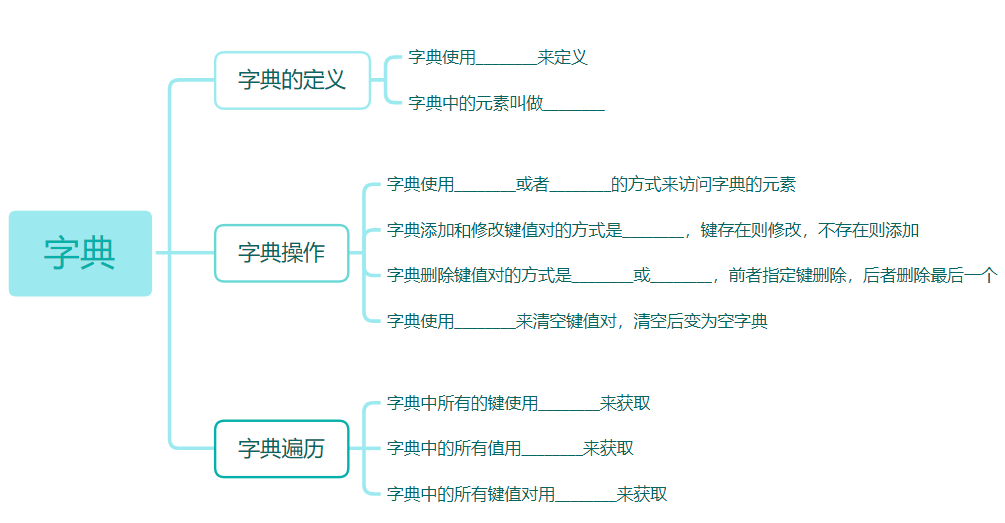 字典
字典的定义
字典使用_______来定义
字典中的元素叫做_______
字典操作
字典使用_______或者_______的方式来访问字典的元素
字典添加和修改键值对的方式是_______，键存在则修改，不存在则添加
字典删除键值对的方式是_______或_______，前者指定键删除，后者删除最后一个
字典使用_______来清空键值对，清空后变为空字典
字典遍历
字典中所有的键使用_______来获取
字典中的所有值用_______来获取
字典中的所有键值对用_______来获取